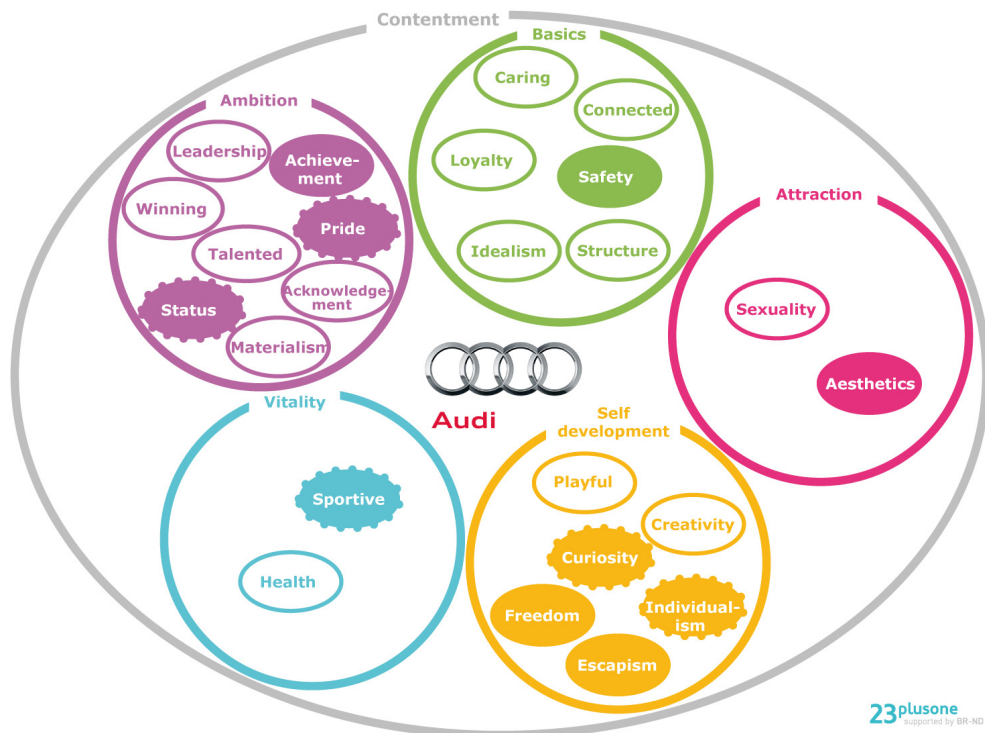 Contentment
Basics
Caring
Connected
Loyalty
Safety
Idealism
Structure
Ambition
Leadership
Achieve-
ment
Winning
Pride
Talented
Acknowledge-
ment
Status
Materialism
Attraction
Sexuality
Aesthetics
Audi
Vitality
Sportive
Health
Self
development
Playful
Creativity
Curiosity
Individual-
ism
Freedom
Escapism
23plusone
supported by BR-ND